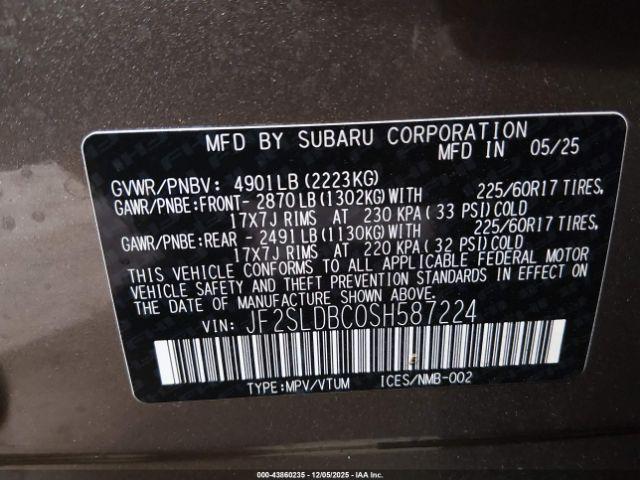 MFD BY SUBARU CORPORATION
MFD IN 05/25
GVWR/PNBV: 4901LB (2223KG)
GAWR/PNBE:FRONT- 2870LB(1302KG)WITH 225/60R17 TIRES,
17X7J RIMS AT 230 KPA( 33 PSI)COLD
GAWR/PNBE:REAR - 2491LB(1130KG)WITH 225/60R17 TIRES,
17X7J RIMS AT 220 KPA( 32 PSI)COLD
THIS VEHICLE CONFORMS TO ALL APPLICABLE FEDERAL MOTOR
VEHICLE SAFETY AND THEFT PREVENTION STANDARDS IN EFFECT ON
THE DATE OF MANUFACTURE SHOWN ABOVE.
VIN: JF2SLDBC0SH587224
TYPE:MPV/VTUM ICES/NMB-002
000-43860235 - 12/05/2025 - IAA Inc.